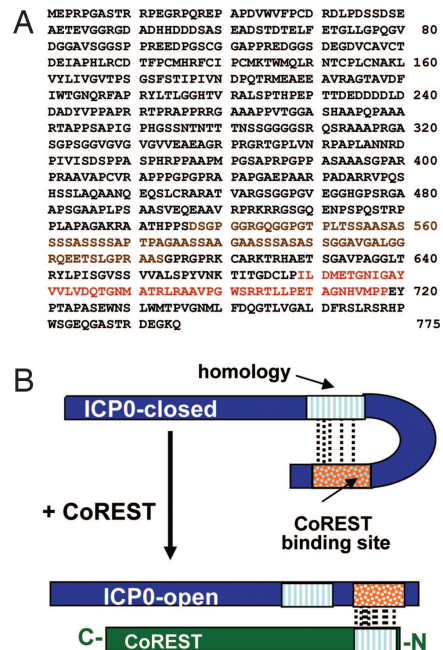 A
MEPRPGASTR RPEGRPQREP APDVWVFPCD RDLPDSSDSE
AETEVGGRGD ADHHDDDSAS EADSTDTELF ETGLLGPQGV 80
DGGAVSGGSP PREEDPGSCG GAPPREDGGS DEGDVCAVCT
DEIAPHLRCD TFPCMHRFCI PCMKTWMQLR NTCPLCNAKL 160
VYLIVGVTPS GSFSTIPIVN DPQTRMEAEE AVRAGTAVDF
IWTGNQRFAP RYLTLGGHTV RALSPTHPEP TTDEDDDDLD 240
DADYVPPAPR RTPRAPPRRG AAAPPVTGGA SHAAPQPAAA
RTAPPSAPIG PHGSSNTNTT TNSSGGGGSR QSRAAAPRGA 320
SGPSGGVGVG VGVVEAEAGR PRGRTGPLVN RPAPLANNRD
PIVISDSPPA SPHRPPAAPM PGSAPRPGPP ASAAASGPAR 400
PRAAVAPCVR APPPGPGPRA PAPGAEPAAR PADARRVPQS
HSSLAQAANQ EQSLCRARAT VARGSGGPGV EGGHGPSRGA 480
APSGAAPLPS AASVEQEAAV RPRKRRGSGQ ENPSPQSTRP
PLAPAGAKRA ATHPPSDSGP GGRGQGGPGT PLTSSAASAS 560
SSSASSSSAP TPAGAASSAA GAASSSASAS SGGAVGALGG
RQEETSLGPR AASGPRGPRK CARKTRHAET SGAVPAGGLT 640
RYLPISGVSS VVALSPYVNK TITGDCLPIL DMETGNIGAY
VVLVDQTGNM ATRLRAAVPG WSRRTLLPET AGNHVMPPEY 720
PTAPASEWNS LWMTPVGNML FDQGTLVGAL DFRSLRSRHP
WSGEQGASTR DEGKQ 775
B
homology
ICP0-closed
+ CoREST
CoREST
binding site
ICP0-open
C- CoREST -N